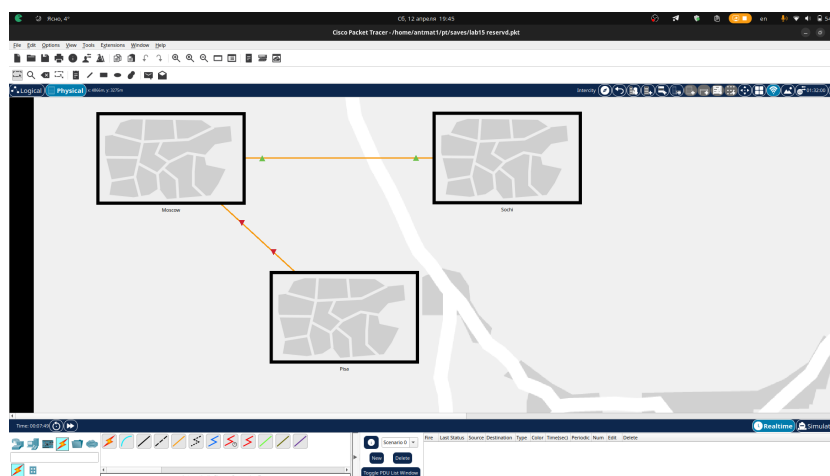 Ясно, 4°
Сб, 12 апреля 19:45
en
Cisco Packet Tracer - /home/antmat1/pt/saves/lab15 reservd.pkt
File Edit Options View Tools Extensions Window Help
Logical
Physical
Intercity
01:32:00
Moscow
Sochi
Pisa
Time: 00:07:49
Realtime
Simulat
Scenario 0
New
Delete
Toggle PDU List Window
Fire Last Status Source Destination Type Color Time(sec) Periodic Num Edit Delete